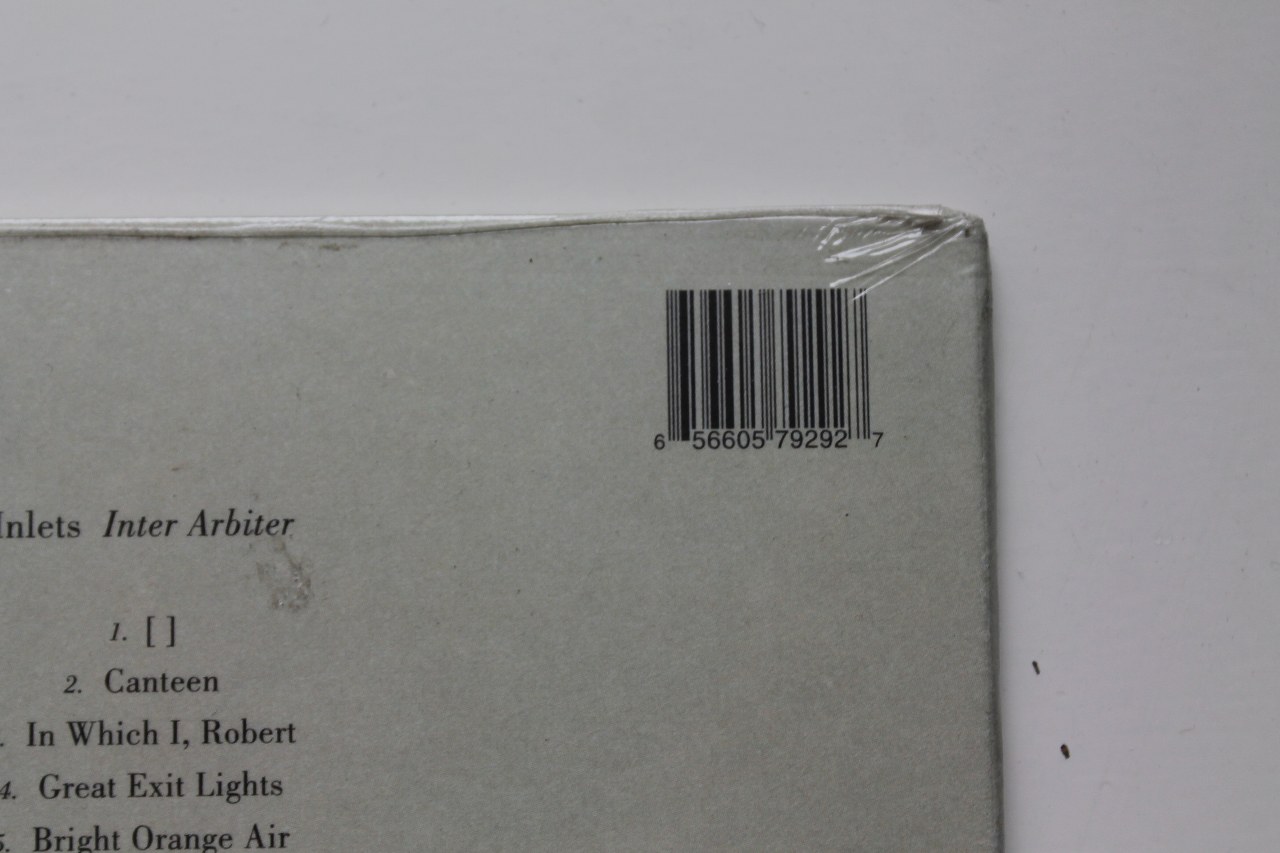 6 56605 79292 7
Inlets Inter Arbiter
1. [ ]
2. Canteen
. In Which I, Robert
4. Great Exit Lights
5. Bright Orange Air